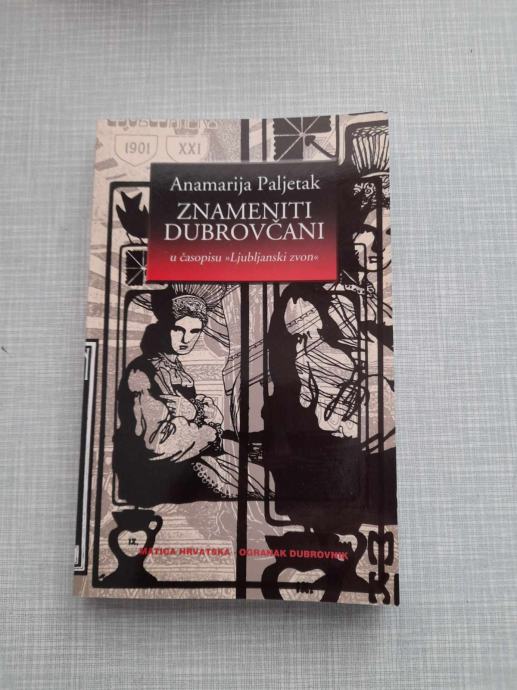 1901 XXI
Anamarija Paljetak
ZNAMENITI
DUBROVČANI
u časopisu »Ljubljanski zvon«
MATICA HRVATSKA - OGRANAK DUBROVNIK